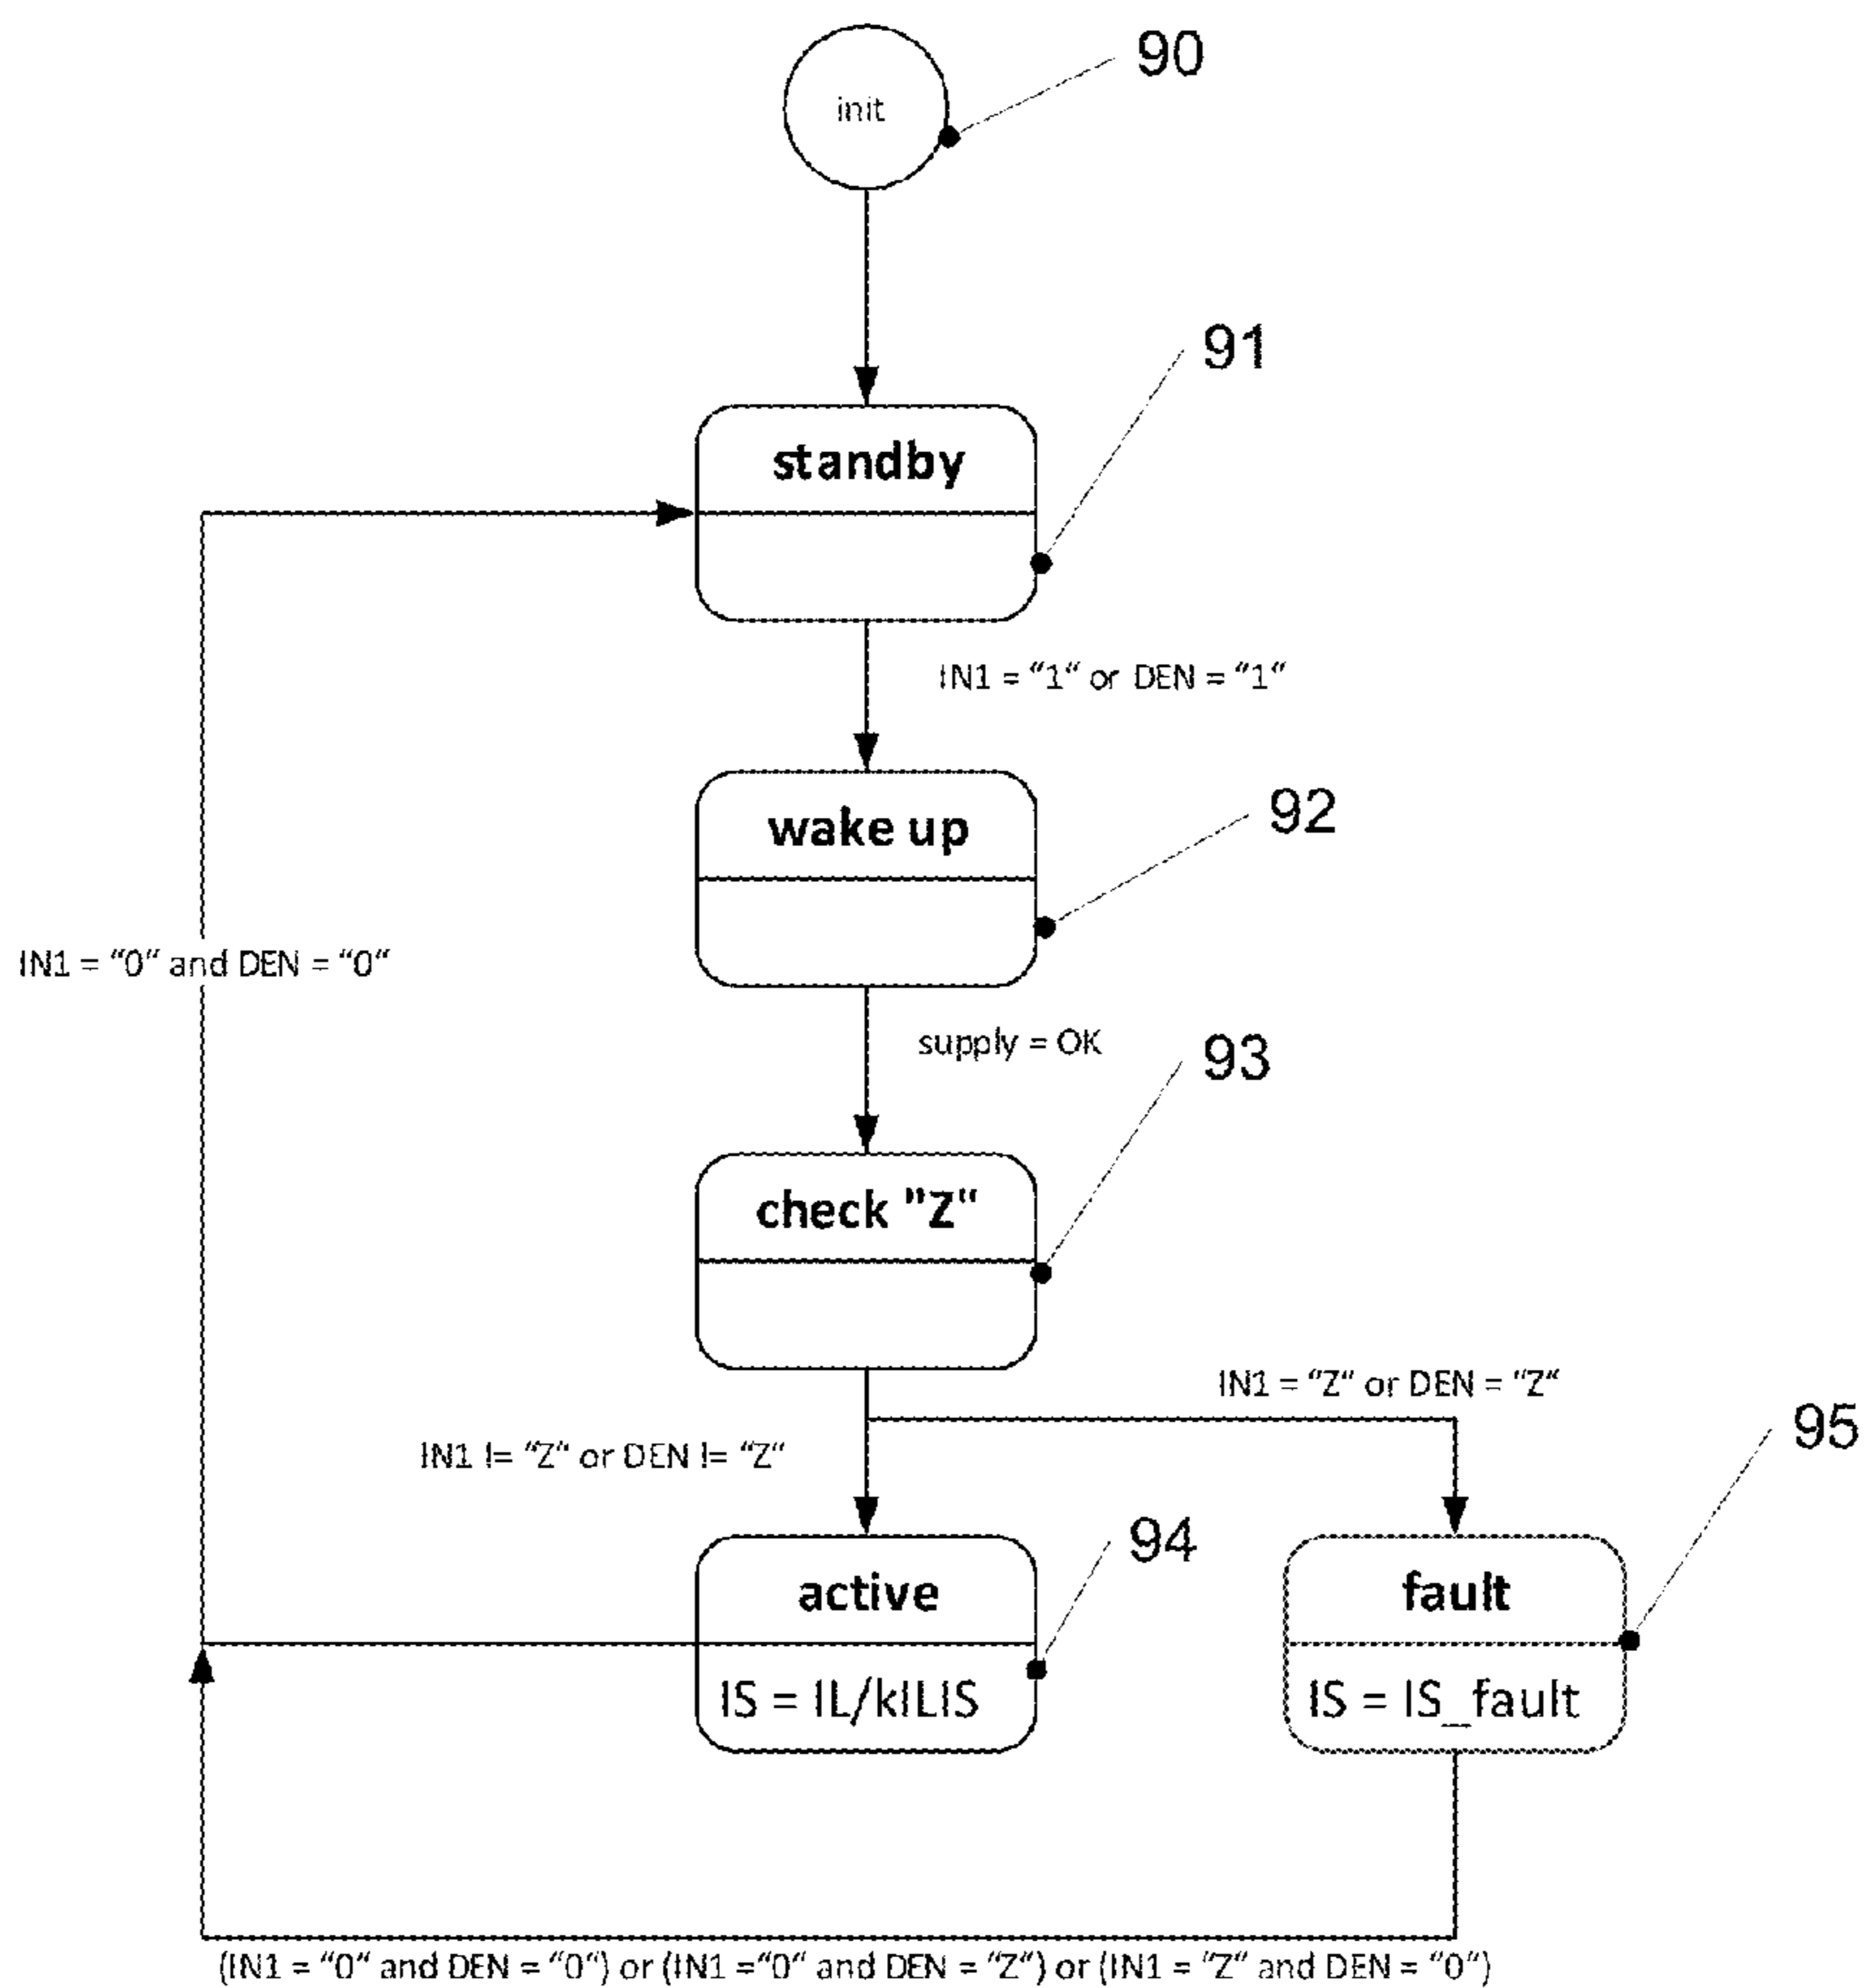 90
init
91
standby
IN1 = “1“ or DEN = “1“
wake up
92
IN1 = “0“ and DEN = “0“
supply = OK
93
check "Z"
IN1 = “Z“ or DEN = “Z“
IN1 != “Z“ or DEN != “Z“
95
94
active
fault
IS = IL/kILIS
IS = IS_fault
(IN1 = “0“ and DEN = “0“) or (IN1 =“0“ and DEN = “Z“) or (IN1 = “Z“ and DEN = “0“)